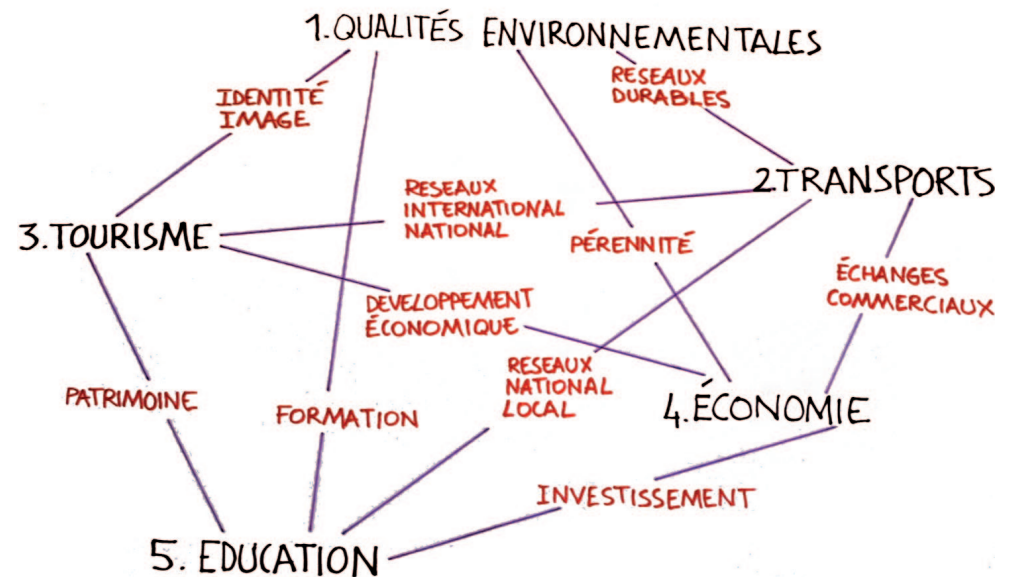 1.QUALITÉS ENVIRONNEMENTALES
IDENTITÉ
IMAGE
RESEAUX
DURABLES
2.TRANSPORTS
RESEAUX
INTERNATIONAL
NATIONAL
3.TOURISME
PÉRENNITÉ
ÉCHANGES
COMMERCIAUX
DEVELOPPEMENT
ÉCONOMIQUE
RESEAUX
NATIONAL
LOCAL
PATRIMOINE
FORMATION
4.ÉCONOMIE
INVESTISSEMENT
5. EDUCATION